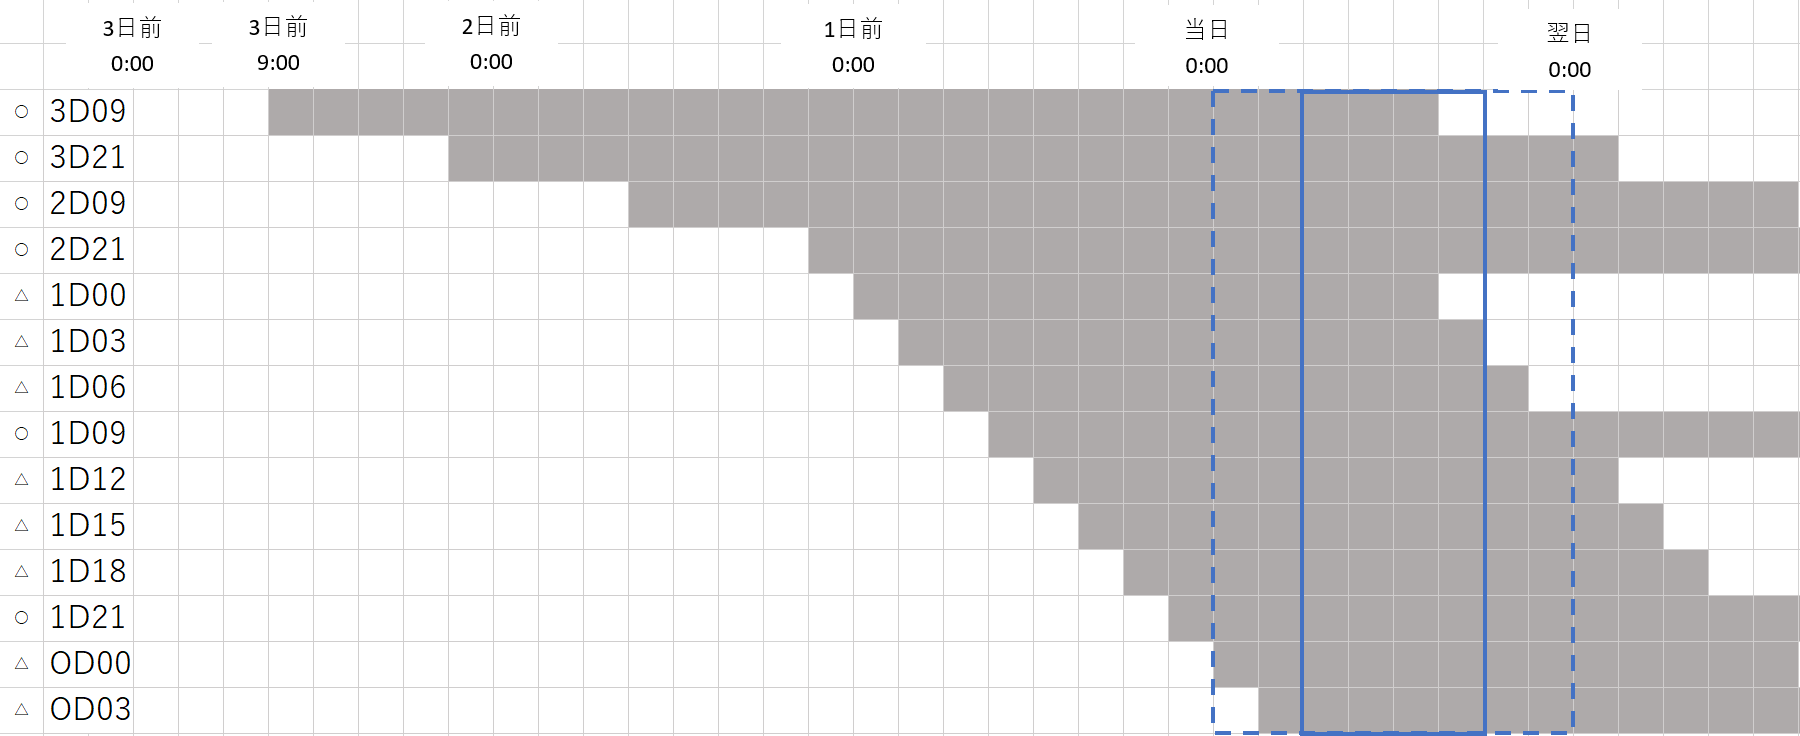 3日前 3日前 2日前 1日前 当日 翌日
0:00 9:00 0:00 0:00 0:00 0:00
○ 3D09
○ 3D21
○ 2D09
○ 2D21
△ 1D00
△ 1D03
△ 1D06
○ 1D09
△ 1D12
△ 1D15
△ 1D18
○ 1D21
△ OD00
△ OD03